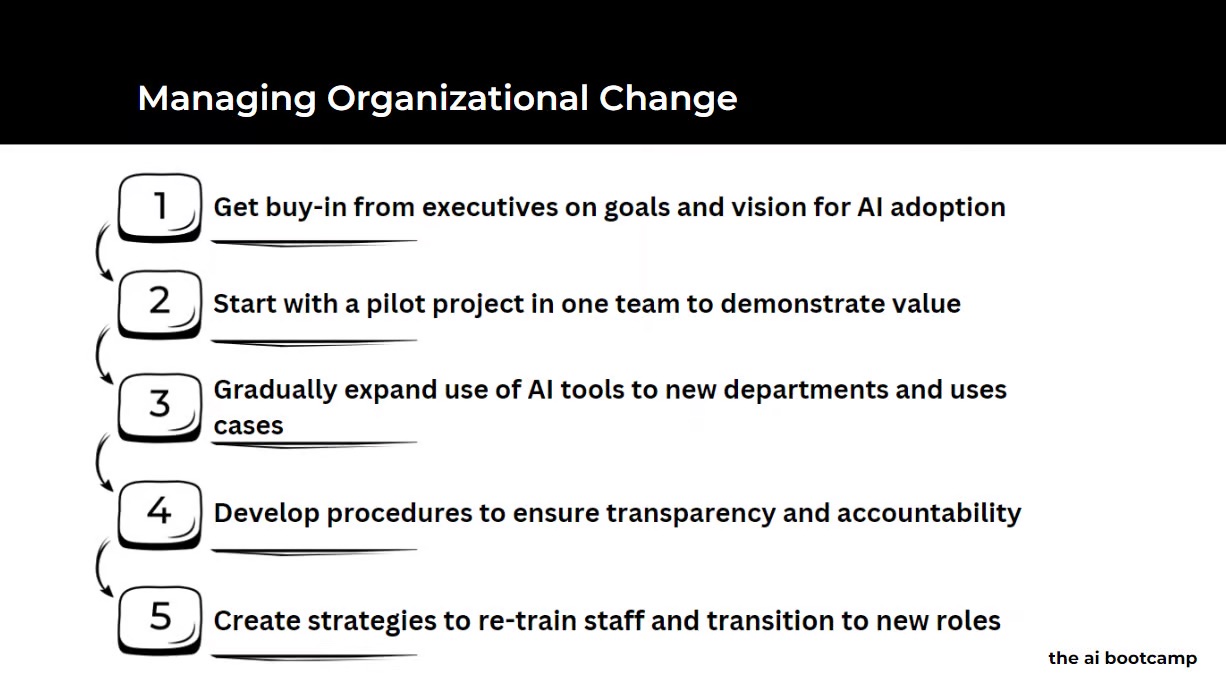 Managing Organizational Change
1
Get buy-in from executives on goals and vision for AI adoption
2
Start with a pilot project in one team to demonstrate value
3
Gradually expand use of AI tools to new departments and uses
cases
4
Develop procedures to ensure transparency and accountability
5
Create strategies to re-train staff and transition to new roles
the ai bootcamp